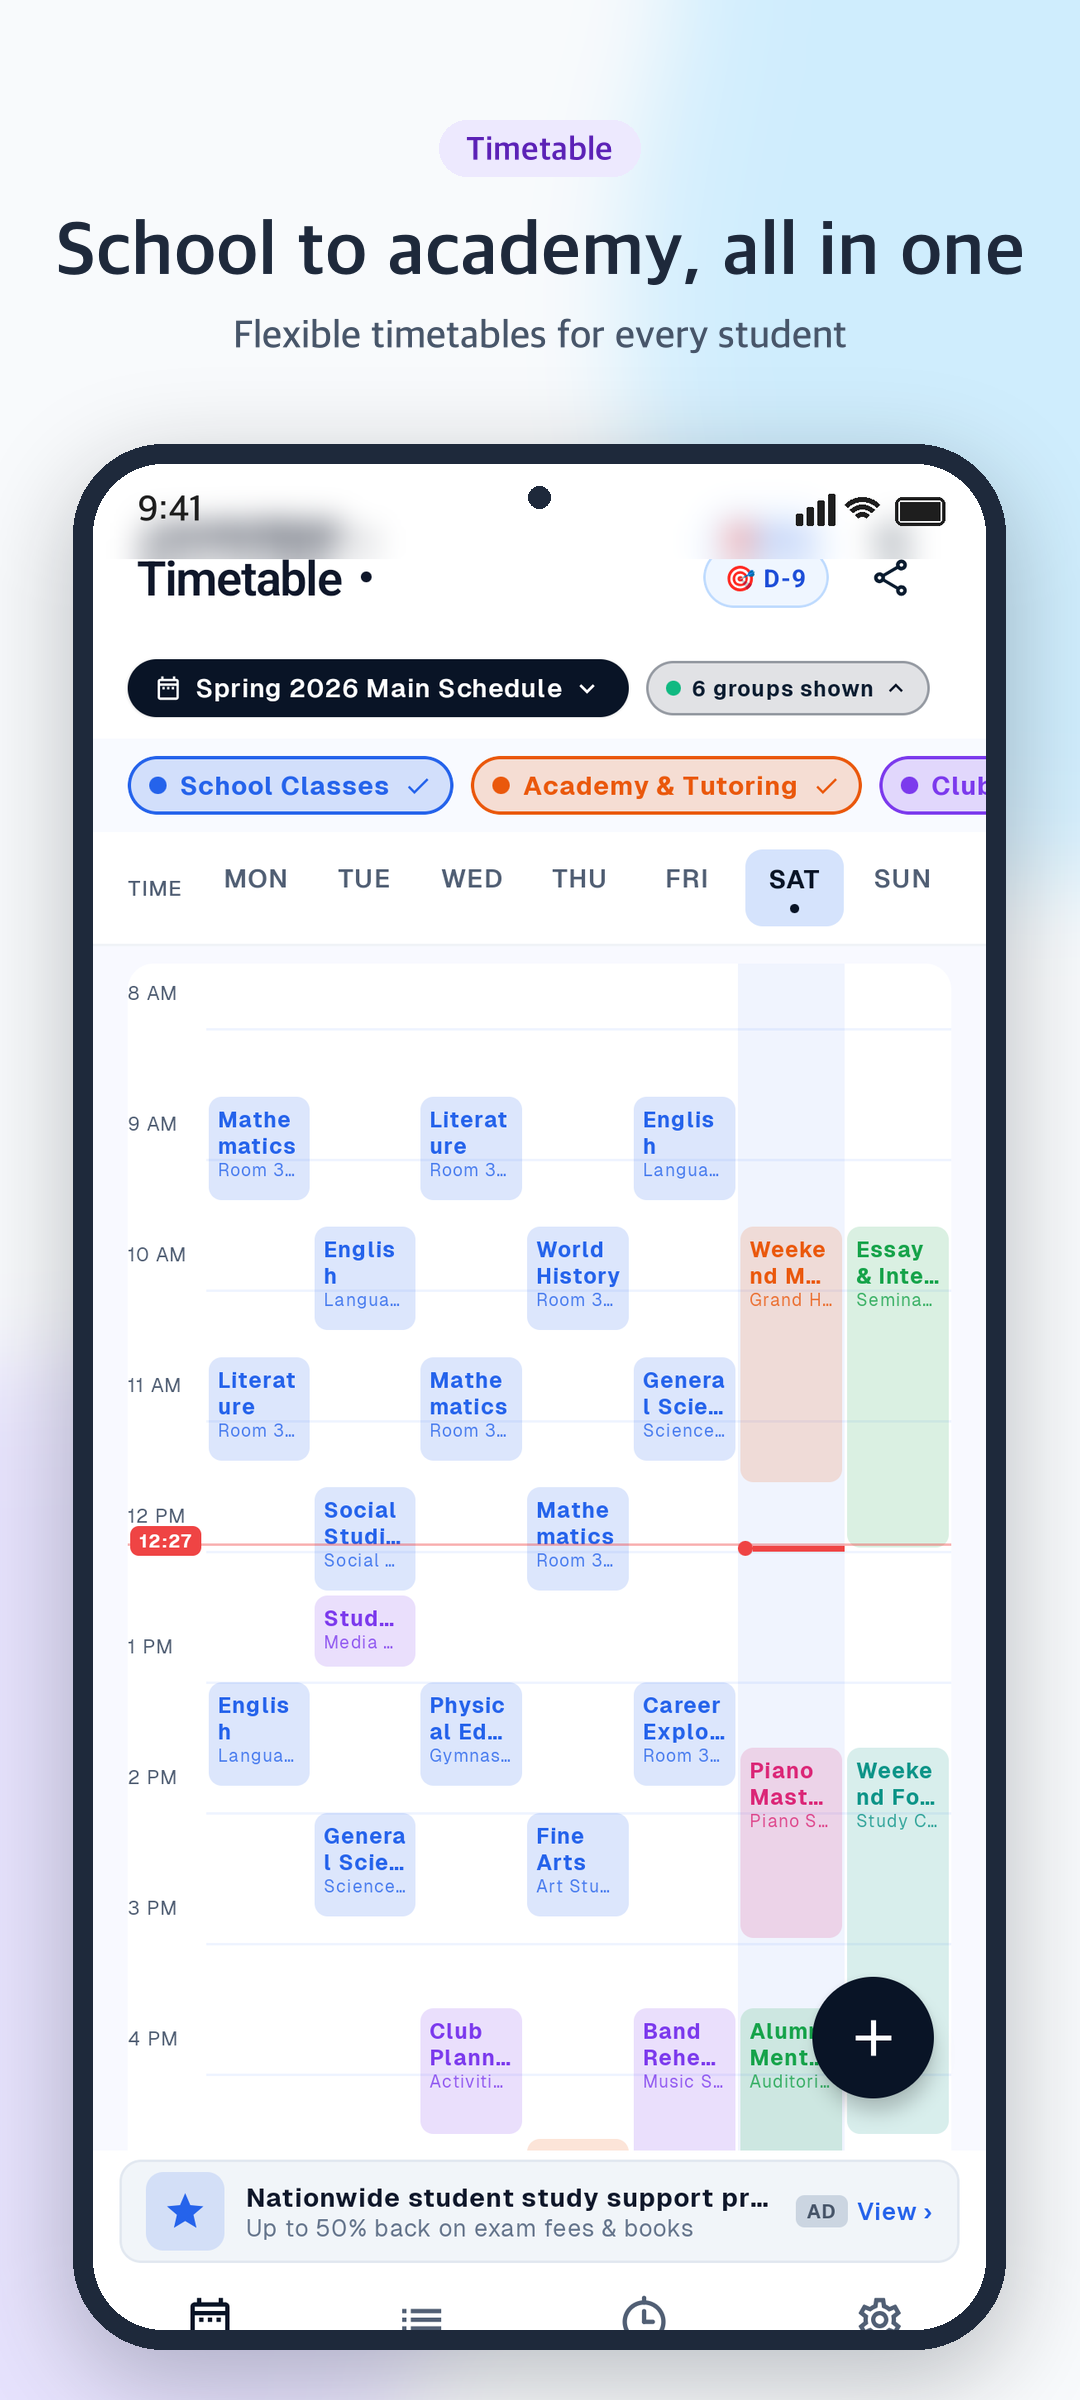 Timetable
School to academy, all in one
Flexible timetables for every student
9:41
Timetable •
D-9
Spring 2026 Main Schedule
6 groups shown
School Classes
Academy & Tutoring
Club
TIME MON TUE WED THU FRI SAT SUN
8 AM
9 AM
Mathe
matics
Room 3...
Literat
ure
Room 3...
Englis
h
Langua...
10 AM
Englis
h
Langua...
World
History
Room 3...
Weeke
nd M...
Grand H...
Essay
& Inte...
Semina...
11 AM
Literat
ure
Room 3...
Mathe
matics
Room 3...
Genera
l Scie...
Science...
12 PM
12:27
Social
Studi...
Social ...
Mathe
matics
Room 3...
Stud...
Media ...
1 PM
Englis
h
Langua...
Physic
al Ed...
Gymnas...
Career
Explo...
Room 3...
2 PM
Piano
Mast...
Piano S...
Weeke
nd Fo...
Study C...
Genera
l Scie...
Science...
Fine
Arts
Art Stu...
3 PM
4 PM
Club
Plann...
Activiti...
Band
Rehe...
Music S...
Alum
Ment...
Auditori...
Nationwide student study support pr...
Up to 50% back on exam fees & books
AD
View ›